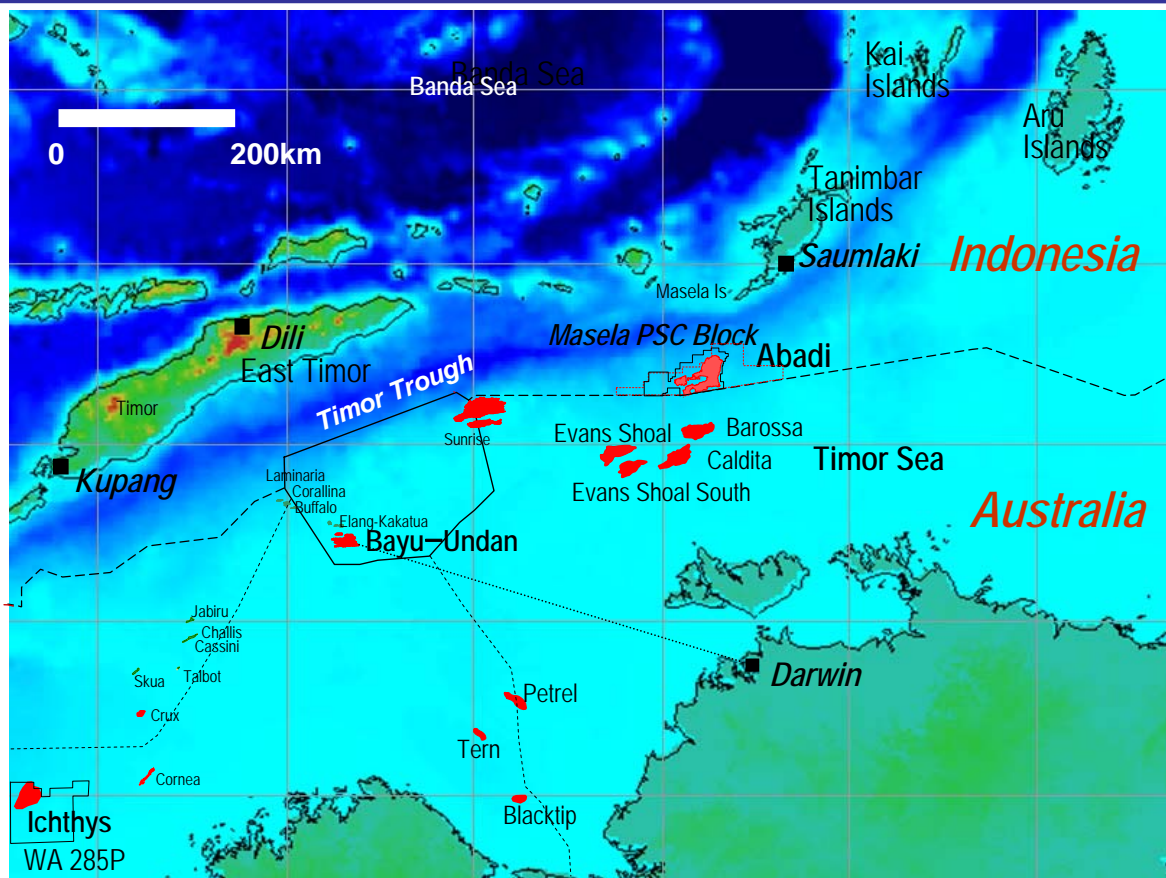 Banda Sea
Banda Sea
Kai
Islands
Aru
Islands
0 200km
Tanimbar
Islands
Saumlaki
Indonesia
Masela Is
Masela PSC Block
Abadi
Dili
East Timor
Timor Trough
Timor
Sunrise
Evans Shoal
Barossa
Caldita
Timor Sea
Evans Shoal South
Kupang
Laminaria
Corallina
Buffalo
Elang-Kakatua
Bayu−Undan
Australia
Jabiru
Challis
Cassini
Skua
Talbot
Crux
Petrel
Darwin
Tern
Cornea
Blacktip
Ichthys
WA 285P